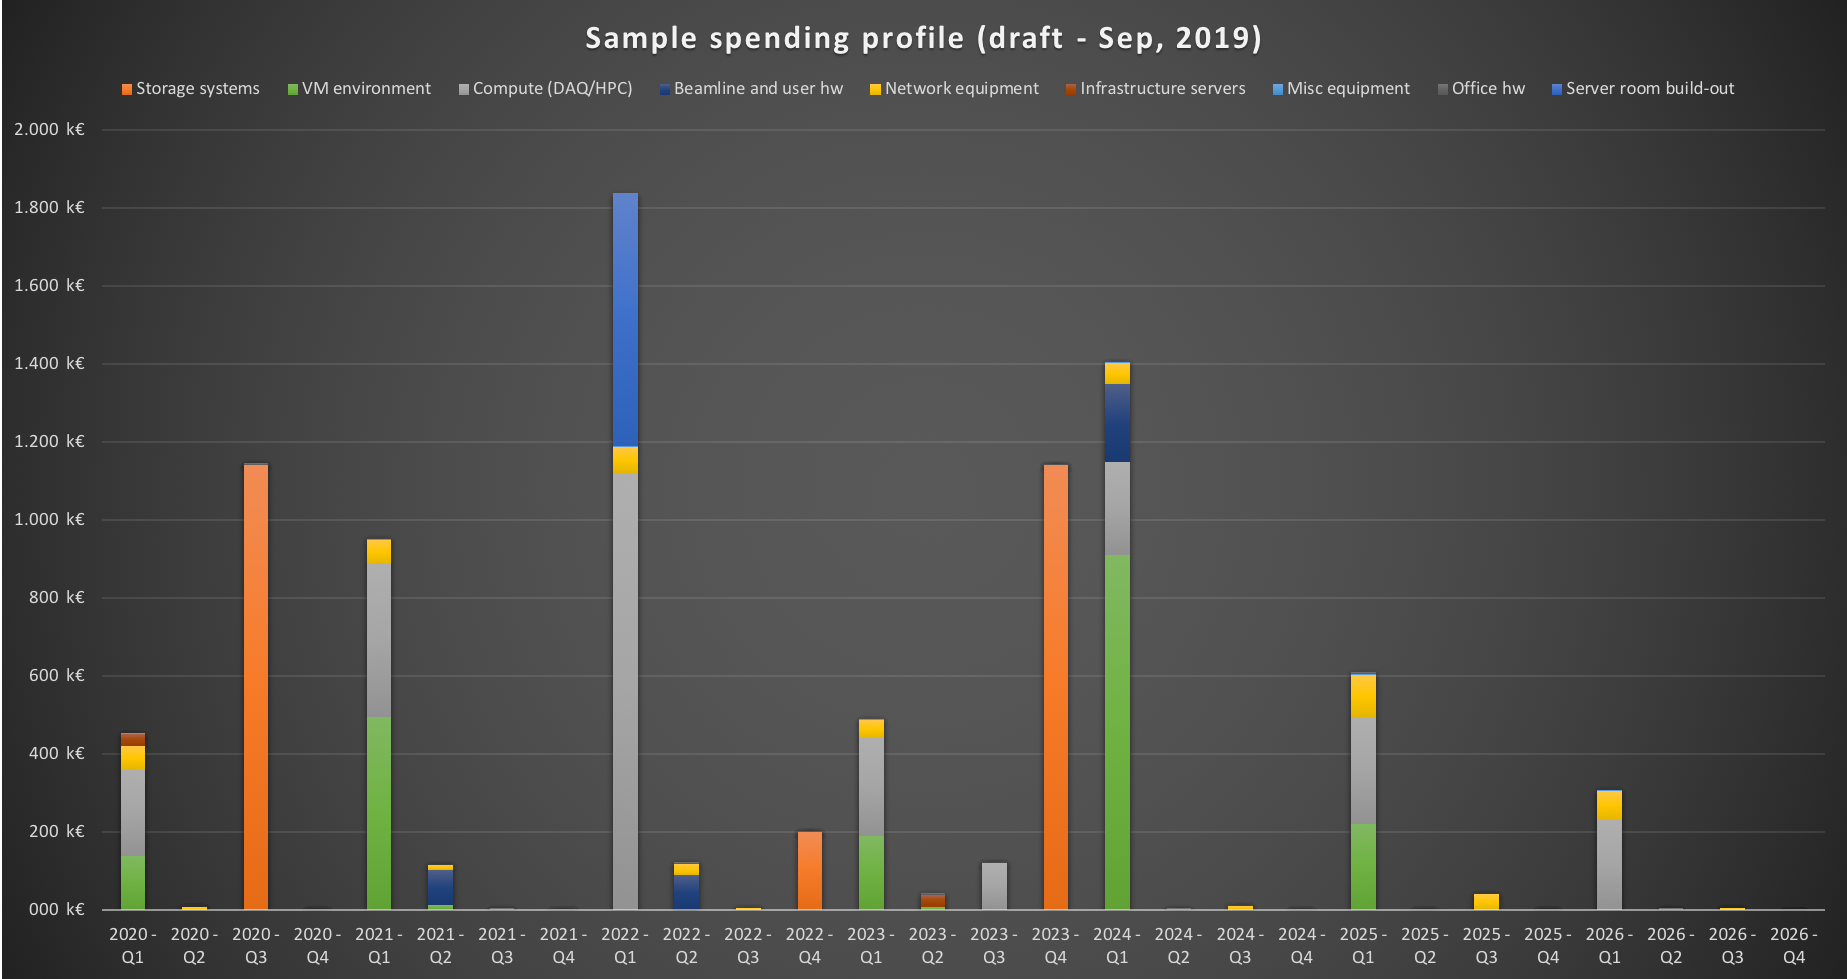 Sample spending profile (draft - Sep, 2019)
Storage systems VM environment Compute (DAQ/HPC) Beamline and user hw Network equipment Infrastructure servers Misc equipment Office hw Server room build-out
2.000 k€
1.800 k€
1.600 k€
1.400 k€
1.200 k€
1.000 k€
800 k€
600 k€
400 k€
200 k€
000 k€
2020 - 2020 - 2020 - 2020 - 2021 - 2021 - 2021 - 2021 - 2022 - 2022 - 2022 - 2022 - 2023 - 2023 - 2023 - 2023 - 2024 - 2024 - 2024 - 2024 - 2025 - 2025 - 2025 - 2025 - 2026 - 2026 - 2026 - 2026 -
Q1 Q2 Q3 Q4 Q1 Q2 Q3 Q4 Q1 Q2 Q3 Q4 Q1 Q2 Q3 Q4 Q1 Q2 Q3 Q4 Q1 Q2 Q3 Q4 Q1 Q2 Q3 Q4